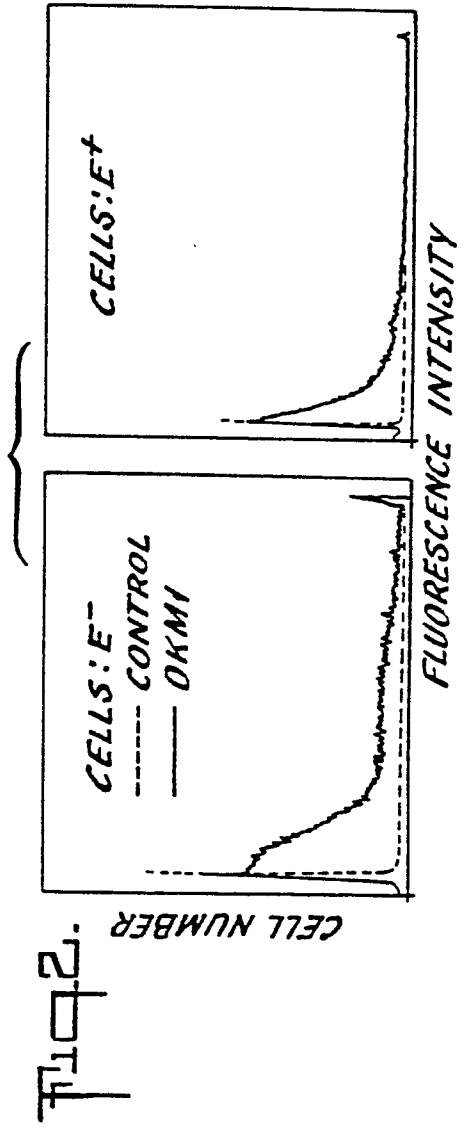 Fig. 2.
CELL NUMBER
CELLS: E⁻
----- CONTROL
—— OKM1
CELLS: E⁺
FLUORESCENCE INTENSITY